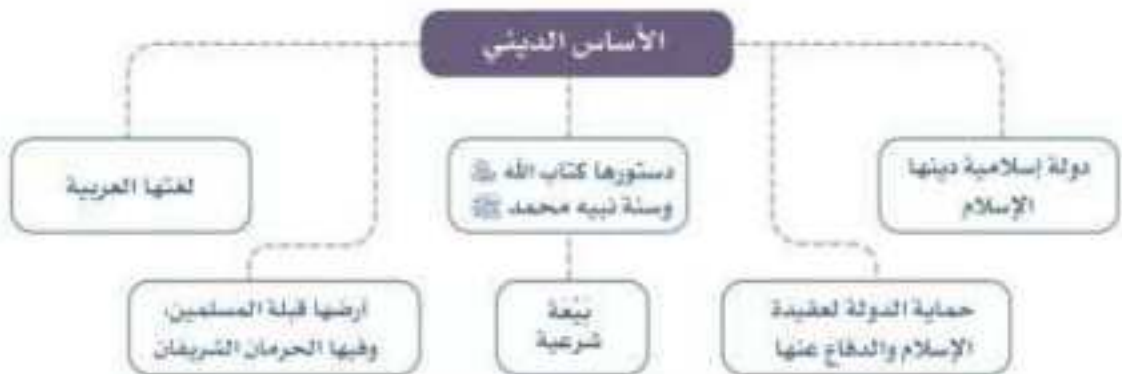 الأساس الديني
دولة إسلامية دينها
الإسلام
دستورها كتاب الله ﷻ
وسنة نبيه محمد ﷺ
لغتها العربية
حماية الدولة لعقيدة
الإسلام والدفاع عنها
بَيْعة
شرعية
أرضها قبلة المسلمين،
وفيها الحرمان الشريفان